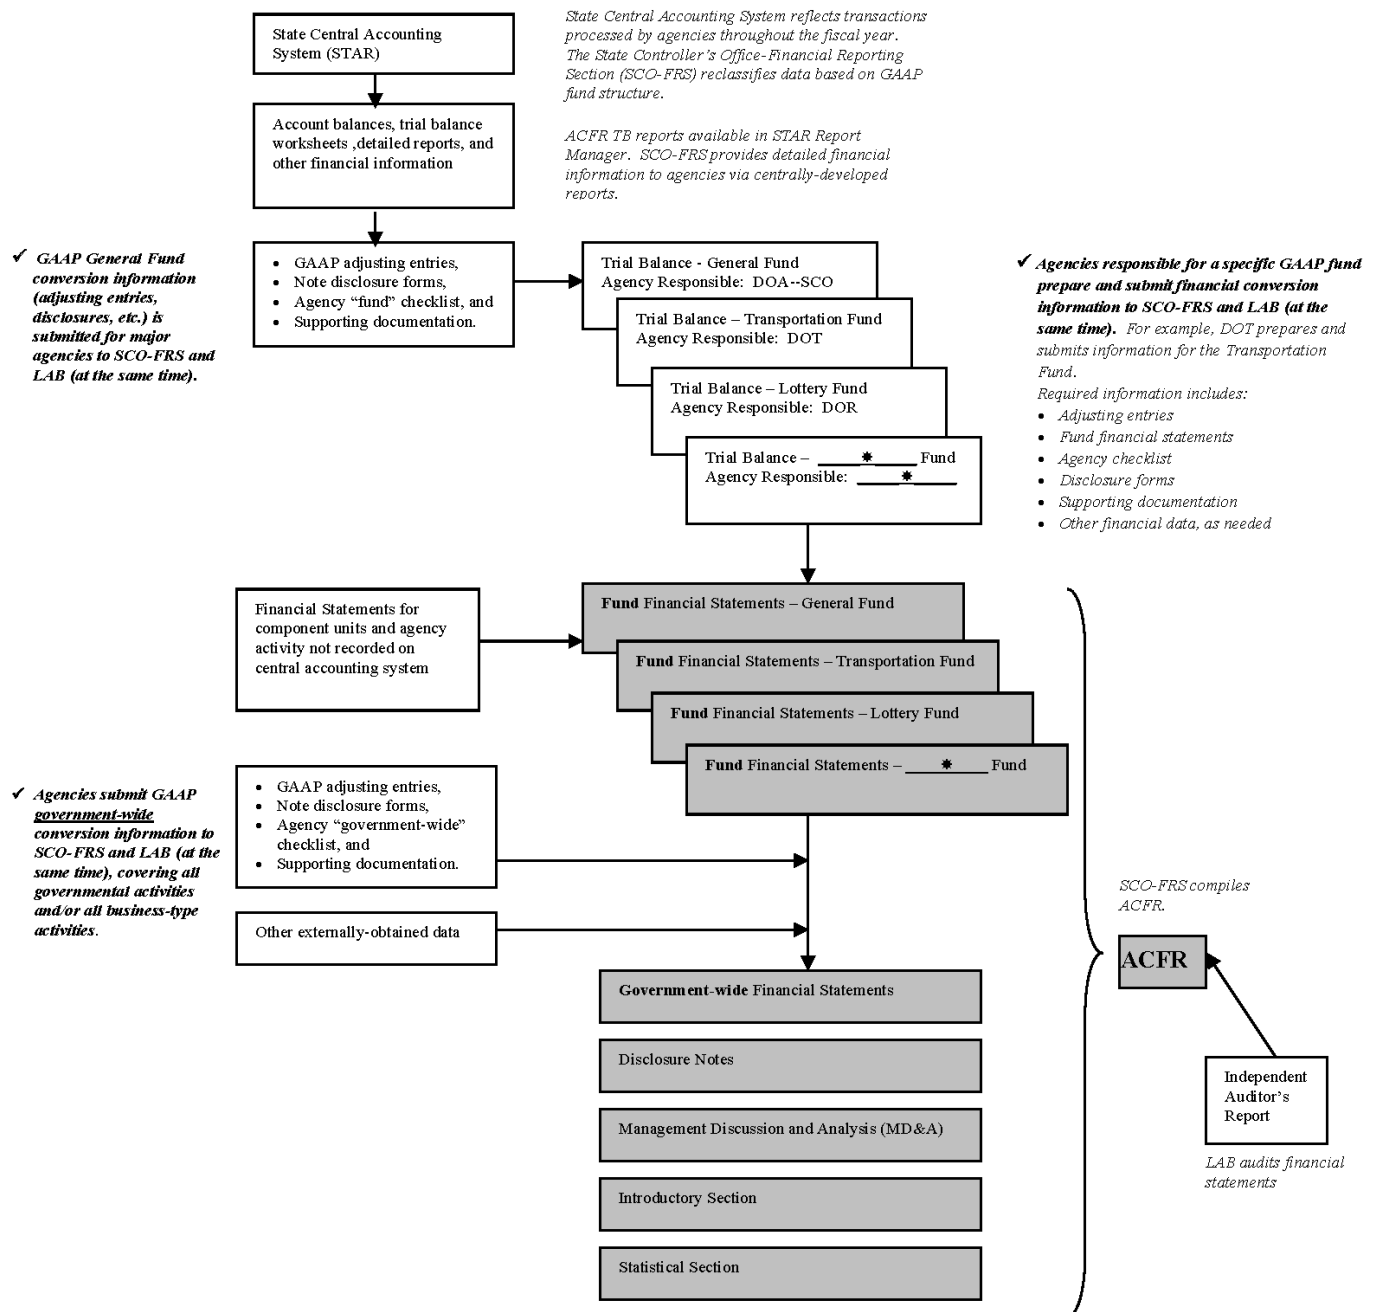 State Central Accounting
System (STAR)
State Central Accounting System reflects transactions
processed by agencies throughout the fiscal year.
The State Controller's Office-Financial Reporting
Section (SCO-FRS) reclassifies data based on GAAP
fund structure.
Account balances, trial balance
worksheets ,detailed reports, and
other financial information
ACFR TB reports available in STAR Report
Manager. SCO-FRS provides detailed financial
information to agencies via centrally-developed
reports.
✓ GAAP General Fund
conversion information
(adjusting entries,
disclosures, etc.) is
submitted for major
agencies to SCO-FRS and
LAB (at the same time).
• GAAP adjusting entries,
• Note disclosure forms,
• Agency “fund” checklist, and
• Supporting documentation.
Trial Balance - General Fund
Agency Responsible: DOA--SCO
Trial Balance – Transportation Fund
Agency Responsible: DOT
Trial Balance – Lottery Fund
Agency Responsible: DOR
Trial Balance – ____✷____ Fund
Agency Responsible: ____✷____
✓ Agencies responsible for a specific GAAP fund
prepare and submit financial conversion
information to SCO-FRS and LAB (at the
same time). For example, DOT prepares and
submits information for the Transportation
Fund.
Required information includes:
• Adjusting entries
• Fund financial statements
• Agency checklist
• Disclosure forms
• Supporting documentation
• Other financial data, as needed
Financial Statements for
component units and agency
activity not recorded on
central accounting system
Fund Financial Statements – General Fund
Fund Financial Statements – Transportation Fund
Fund Financial Statements – Lottery Fund
Fund Financial Statements – ____✷____ Fund
✓ Agencies submit GAAP
government-wide
conversion information to
SCO-FRS and LAB (at the
same time), covering all
governmental activities
and/or all business-type
activities.
• GAAP adjusting entries,
• Note disclosure forms,
• Agency “government-wide”
checklist, and
• Supporting documentation.
Other externally-obtained data
Government-wide Financial Statements
Disclosure Notes
Management Discussion and Analysis (MD&A)
Introductory Section
Statistical Section
SCO-FRS compiles
ACFR.
ACFR
Independent
Auditor’s
Report
LAB audits financial
statements